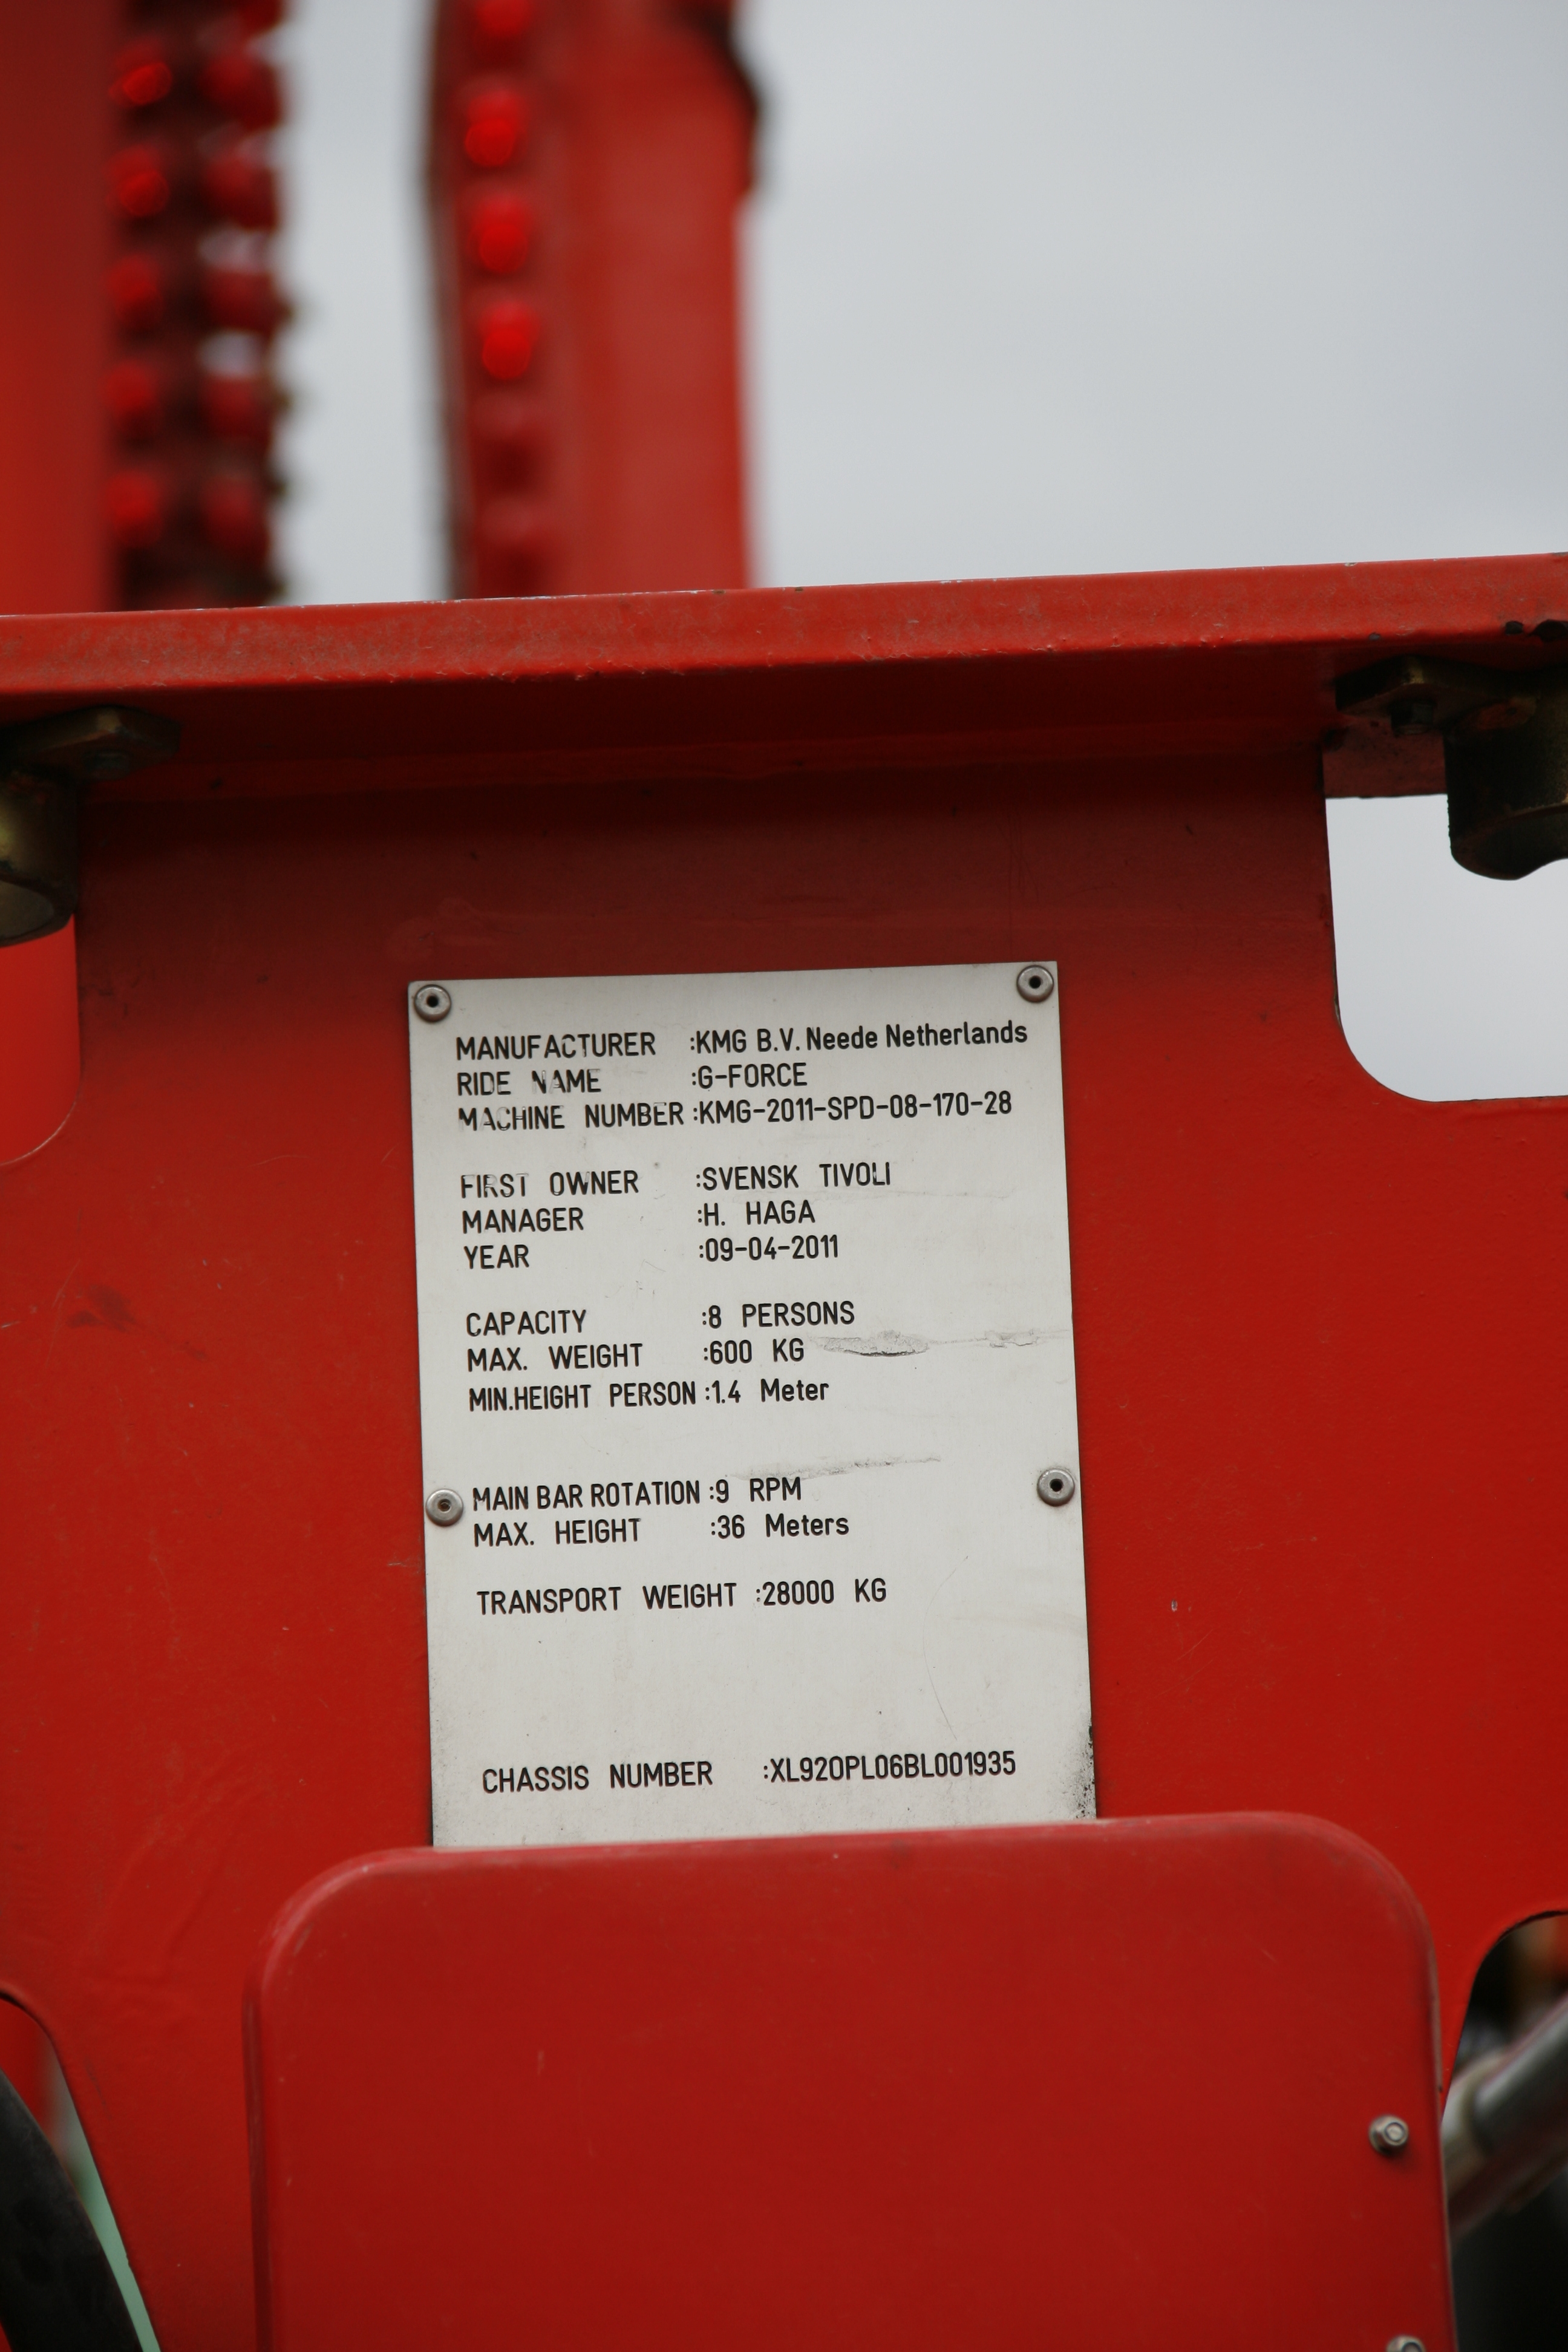 MANUFACTURER :KMG B.V. Neede Netherlands
RIDE NAME :G-FORCE
MACHINE NUMBER :KMG-2011-SPD-08-170-28
FIRST OWNER :SVENSK TIVOLI
MANAGER :H. HAGA
YEAR :09-04-2011
CAPACITY :8 PERSONS
MAX. WEIGHT :600 KG
MIN.HEIGHT PERSON :1.4 Meter
MAIN BAR ROTATION :9 RPM
MAX. HEIGHT :36 Meters
TRANSPORT WEIGHT :28000 KG
CHASSIS NUMBER :XL920PL06BL001935